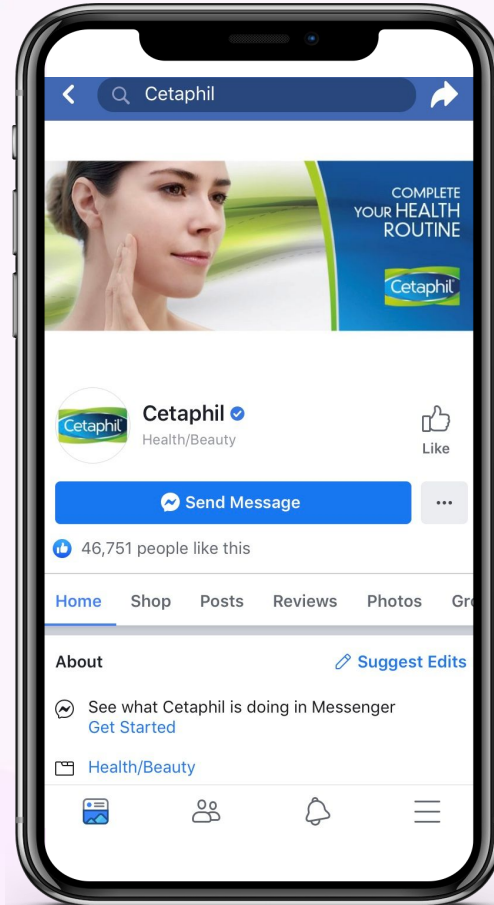 Cetaphil
COMPLETE
YOUR HEALTH
ROUTINE
Cetaphil
Cetaphil
Cetaphil
Health/Beauty
Like
Send Message
46,751 people like this
Home Shop Posts Reviews Photos Gro
About
Suggest Edits
See what Cetaphil is doing in Messenger
Get Started
Health/Beauty